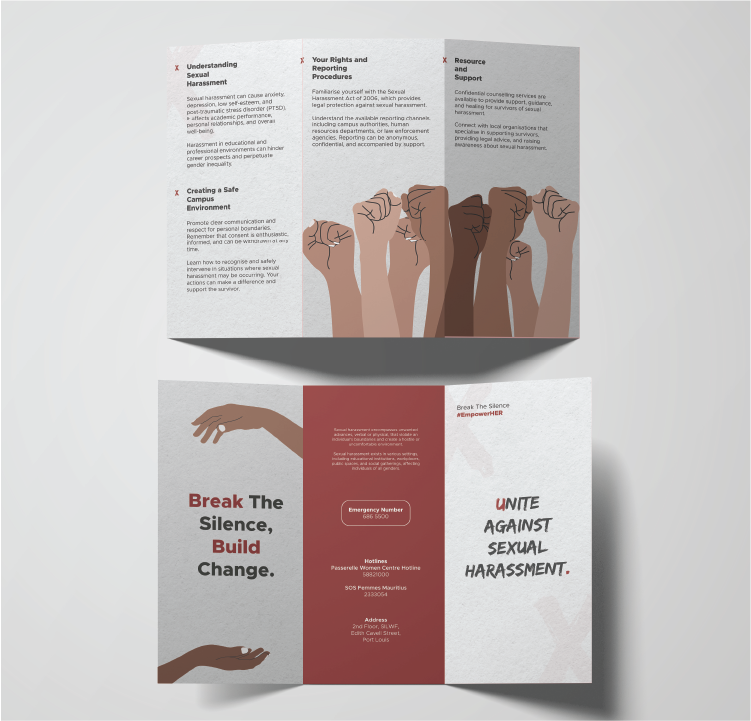 x Understanding
Sexual
Harassment
Sexual harassment can cause anxiety,
depression, low self-esteem, and
post-traumatic stress disorder (PTSD).
It affects academic performance,
personal relationships, and overall
well-being.
Harassment in educational and
professional environments can hinder
career prospects and perpetuate
gender inequality.
x Creating a Safe
Campus
Environment
Promote clear communication and
respect for personal boundaries.
Remember that consent is enthusiastic,
informed, and can be withdrawn at any
time.
Learn how to recognise and safely
intervene in situations where sexual
harassment may be occurring. Your
actions can make a difference and
support the survivor.
x Your Rights and
Reporting
Procedures
Familiarise yourself with the Sexual
Harassment Act of 2006, which provides
legal protection against sexual harassment.
Understand the available reporting channels
including campus authorities, human
resources departments, or law enforcement
agencies. Reporting can be anonymous,
confidential, and accompanied by support.
x Resource
and
Support
Confidential counselling services are
available to provide support, guidance,
and healing for survivors of sexual
harassment.
Connect with local organisations that
specialise in supporting survivors,
providing legal advice, and raising
awareness about sexual harassment.
Break The
Silence,
Build
Change.
Sexual harassment encompasses unwanted
advances, verbal or physical, that violate an
individual's boundaries and create a hostile or
uncomfortable environment.
Sexual harassment exists in various settings,
including educational institutions, workplaces,
public spaces and social gatherings, affecting
individuals of all genders.
Emergency Number
686 5500
Hotlines
Passerelle Women Centre Hotline
58821000
SOS Femmes Mauritius
2333054
Address
2nd Floor, SILWF,
Edith Cavell Street,
Port Louis
Break The Silence
#EmpowerHER
UNITE
AGAINST
SEXUAL
HARASSMENT.